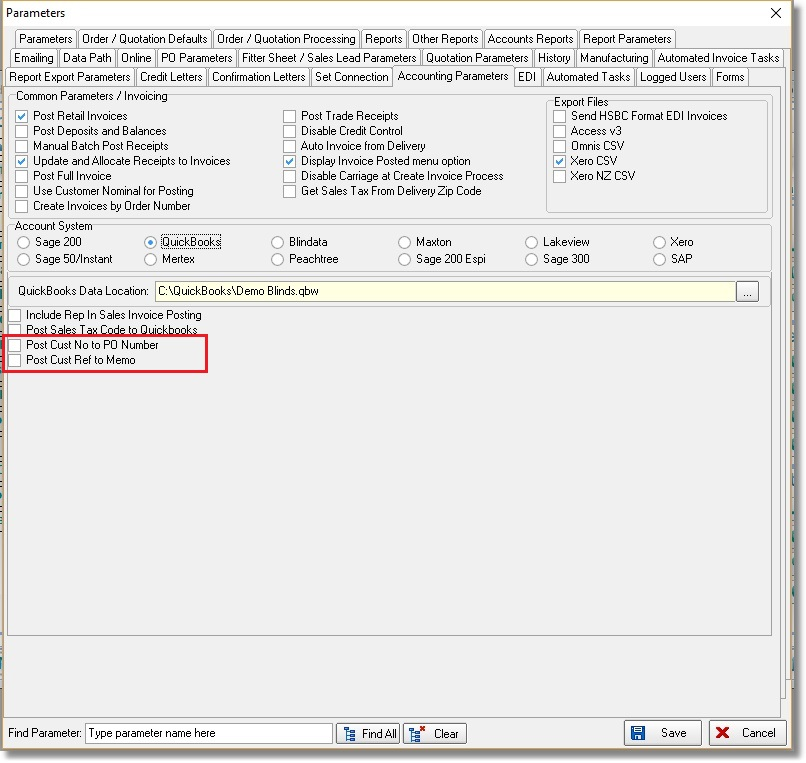 Parameters
Parameters Order / Quotation Defaults Order / Quotation Processing Reports Other Reports Accounts Reports Report Parameters
Emailing Data Path Online PO Parameters Fitter Sheet / Sales Lead Parameters Quotation Parameters History Manufacturing Automated Invoice Tasks
Report Export Parameters Credit Letters Confirmation Letters Set Connection Accounting Parameters EDI Automated Tasks Logged Users Forms
Common Parameters / Invoicing
Post Retail Invoices
Post Deposits and Balances
Manual Batch Post Receipts
Update and Allocate Receipts to Invoices
Post Full Invoice
Use Customer Nominal for Posting
Create Invoices by Order Number
Post Trade Receipts
Disable Credit Control
Auto Invoice from Delivery
Display Invoice Posted menu option
Disable Carriage at Create Invoice Process
Get Sales Tax From Delivery Zip Code
Export Files
Send HSBC Format EDI Invoices
Access v3
Omnis CSV
Xero CSV
Xero NZ CSV
Account System
Sage 200 QuickBooks Blindata Maxton Lakeview Xero
Sage 50/Instant Mertex Peachtree Sage 200 Espi Sage 300 SAP
QuickBooks Data Location: C:\QuickBooks\Demo Blinds.qbw ...
Include Rep In Sales Invoice Posting
Post Sales Tax Code to Quickbooks
Post Cust No to PO Number
Post Cust Ref to Memo
Find Parameter: Type parameter name here Find All Clear Save Cancel